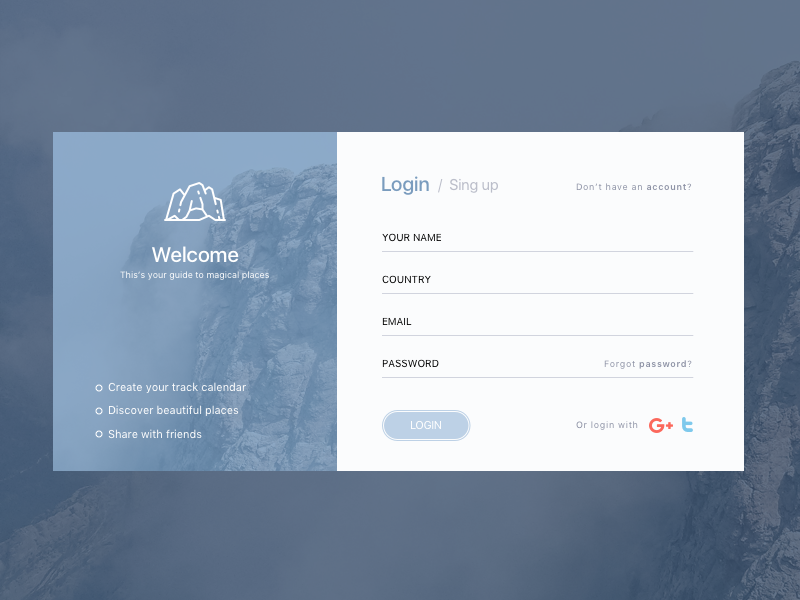 Welcome
This's your guide to magical places
Create your track calendar
Discover beautiful places
Share with friends
Login / Sing up
Don't have an account?
YOUR NAME
COUNTRY
EMAIL
PASSWORD
Forgot password?
LOGIN
Or login with G+ t